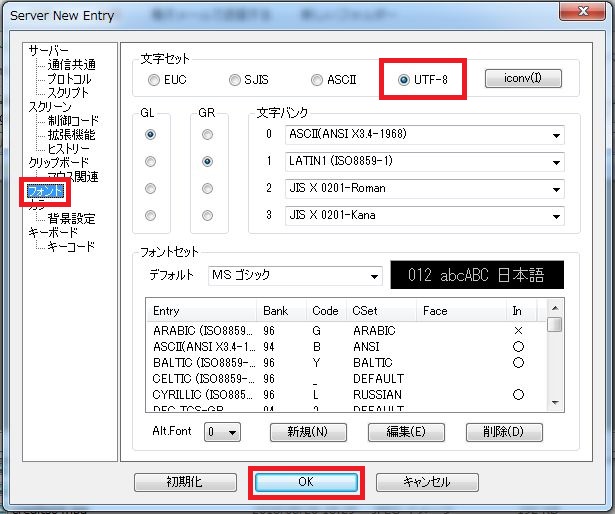 Server New Entry
サーバー
通信共通
プロトコル
スクリプト
スクリーン
制御コード
拡張機能
ヒストリー
クリップボード
マウス関連
フォント
カラー
背景設定
キーボード
キーコード
文字セット
EUC
SJIS
ASCII
UTF-8
iconv(I)
GL
GR
文字バンク
0 ASCII(ANSI X3.4-1968)
1 LATIN1 (ISO8859-1)
2 JIS X 0201-Roman
3 JIS X 0201-Kana
フォントセット
デフォルト
MS ゴシック
012 abcABC 日本語
Entry Bank Code CSet Face In
ARABIC (ISO8859... 96 G ARABIC ×
ASCII(ANSI X3.4-1... 94 B ANSI ○
BALTIC (ISO8859-... 96 Y BALTIC ○
CELTIC (ISO8859-... 96 _ DEFAULT
CYRILLIC (ISO885... 96 L RUSSIAN ○
DEC TCS-GR 94 2 DEFAULT
Alt.Font
0
新規(N)
編集(E)
削除(D)
初期化
OK
キャンセル